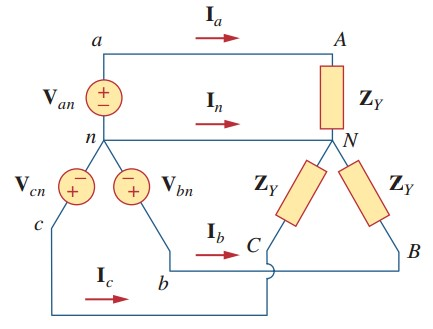 I_a
a A
V_an + − Z_Y
I_n
n N
V_cn − + − + V_bn Z_Y Z_Y
c I_b C B
I_c b